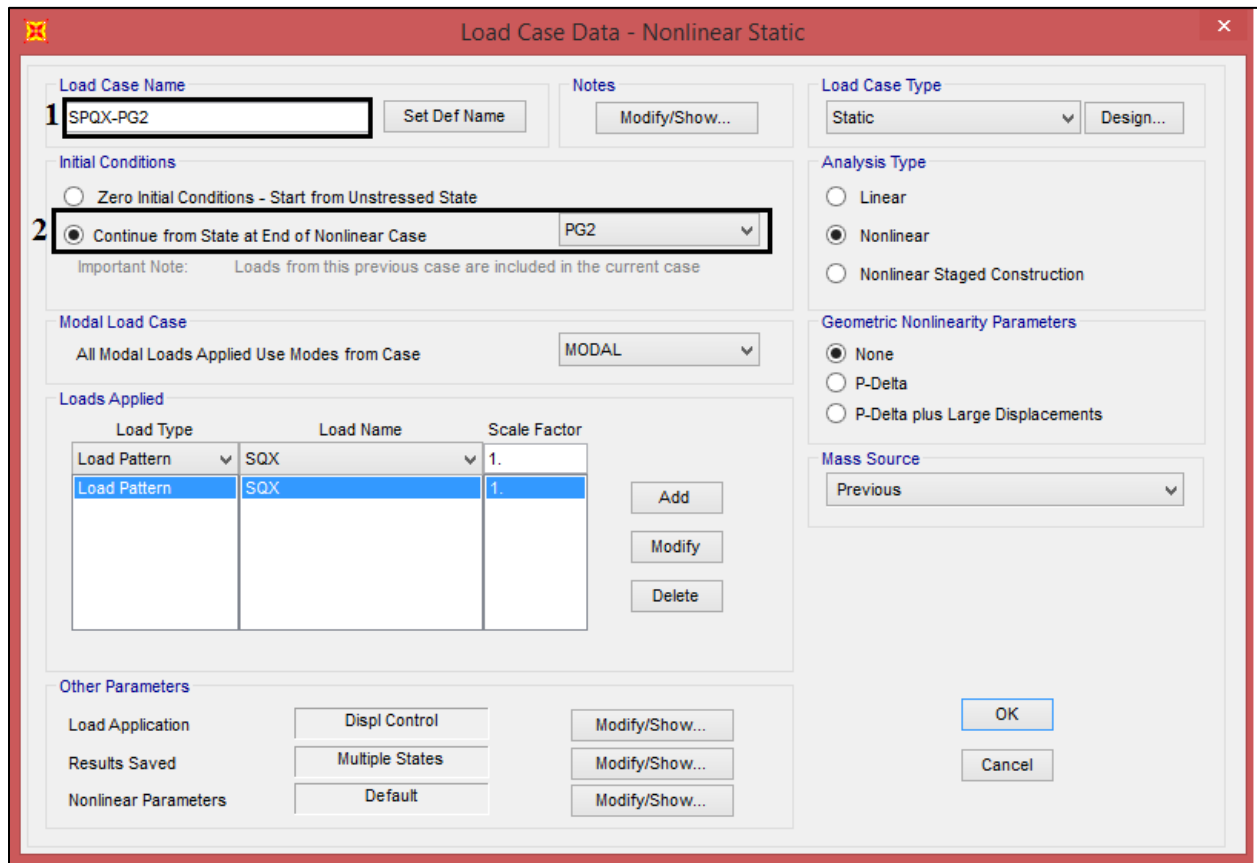 Load Case Data - Nonlinear Static
Load Case Name
1
SPQX-PG2
Set Def Name
Notes
Modify/Show...
Load Case Type
Static
Design...
Initial Conditions
Zero Initial Conditions - Start from Unstressed State
2
Continue from State at End of Nonlinear Case
PG2
Important Note: Loads from this previous case are included in the current case
Analysis Type
Linear
Nonlinear
Nonlinear Staged Construction
Modal Load Case
All Modal Loads Applied Use Modes from Case
MODAL
Geometric Nonlinearity Parameters
None
P-Delta
P-Delta plus Large Displacements
Loads Applied
Load Type Load Name Scale Factor
Load Pattern SQX 1.
Load Pattern SQX 1.
Add
Modify
Delete
Mass Source
Previous
Other Parameters
Load Application Displ Control Modify/Show...
Results Saved Multiple States Modify/Show...
Nonlinear Parameters Default Modify/Show...
OK
Cancel